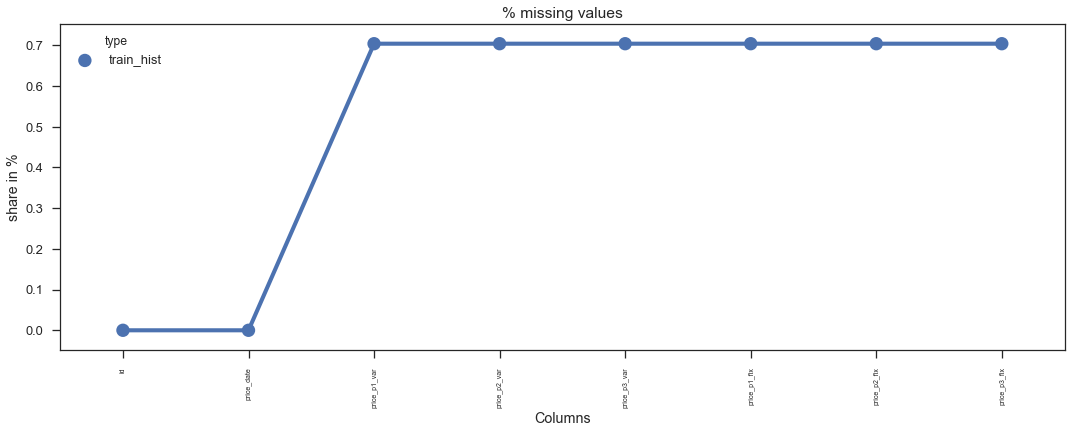 % missing values
type
train_hist
share in %
0.7
0.6
0.5
0.4
0.3
0.2
0.1
0.0
id
price_date
price_p1_var
price_p2_var
price_p3_var
price_p1_fix
price_p2_fix
price_p3_fix
Columns